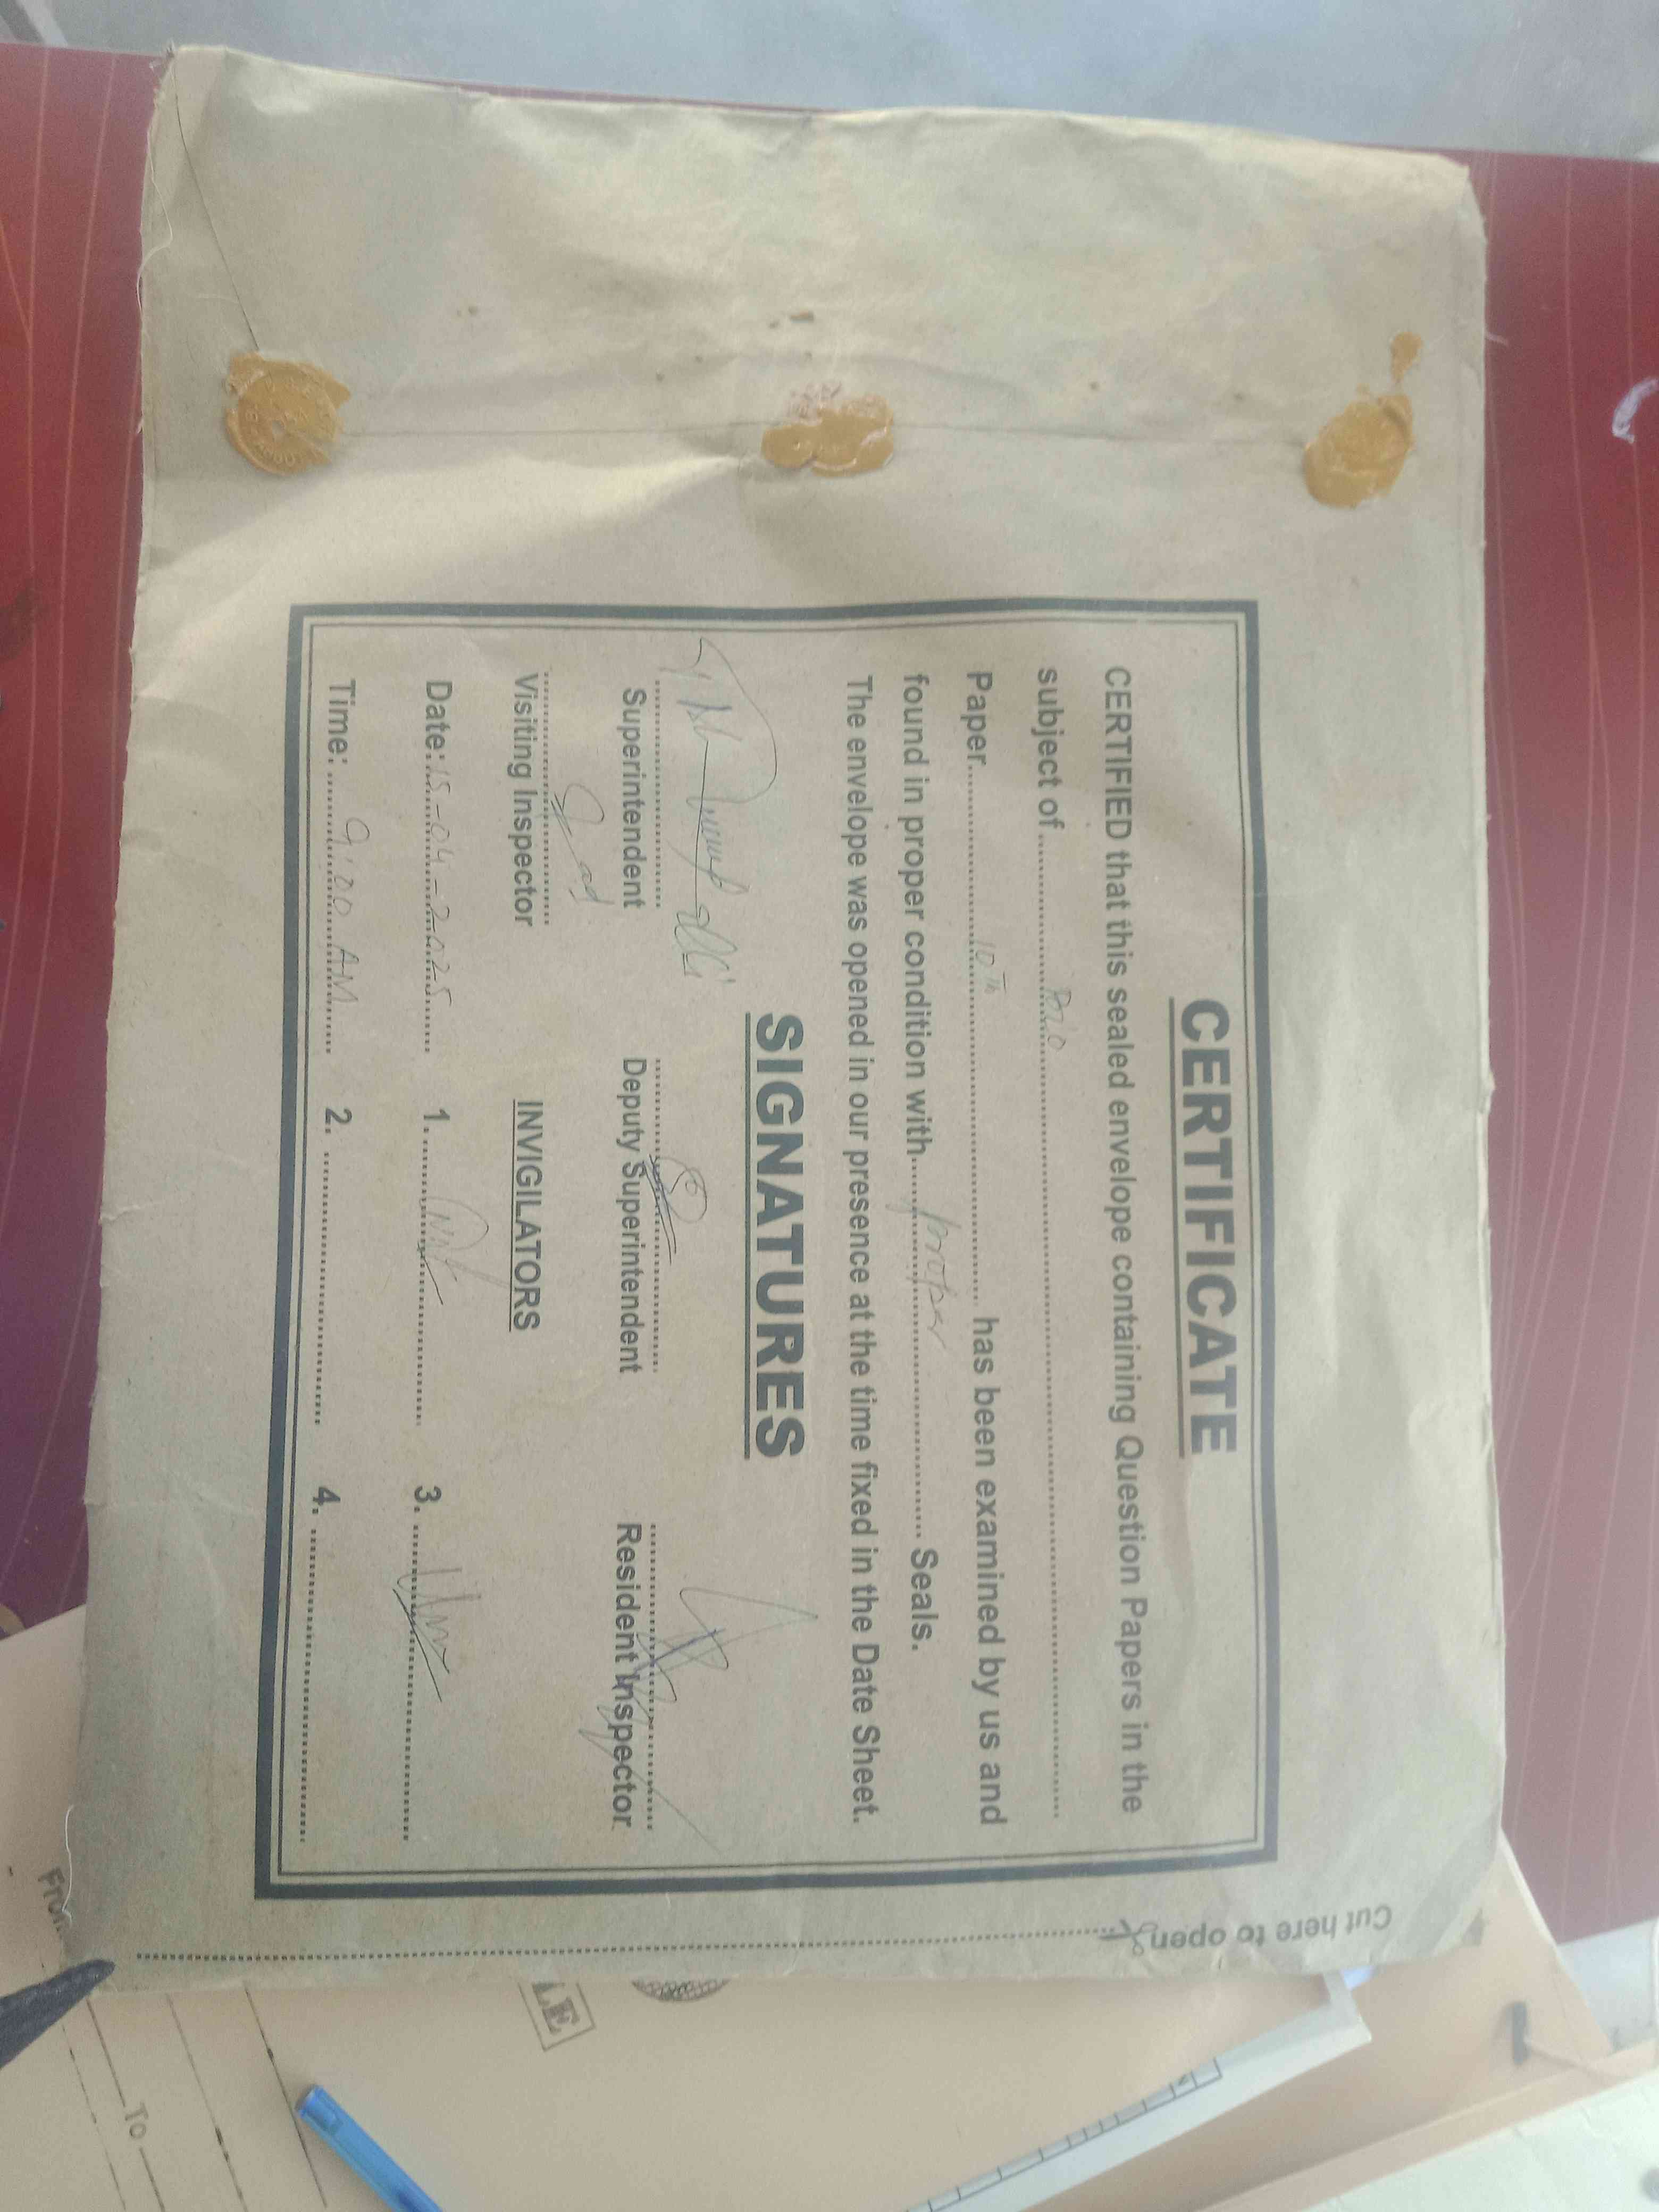 CERTIFICATE
CERTIFIED that this sealed envelope containing Question Papers in the
subject of
Paper 10th has been examined by us and
found in proper condition with proper Seals.
The envelope was opened in our presence at the time fixed in the Date Sheet.
SIGNATURES
Superintendent Deputy Superintendent Resident Inspector
Visiting Inspector INVIGILATORS
Date: 15-04-2025 1. 3.
Time: 9:00 AM 2. 4.
Cut here to open
LE
From
To